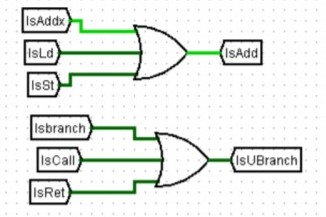 IsAddx
IsLd
IsAdd
IsSt
Isbranch
IsCall
IsUBranch
IsRet